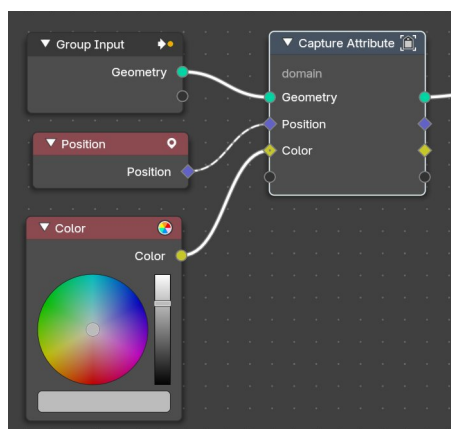 Group Input
Geometry
Position
Position
Color
Color
Capture Attribute
domain
Geometry
Position
Color